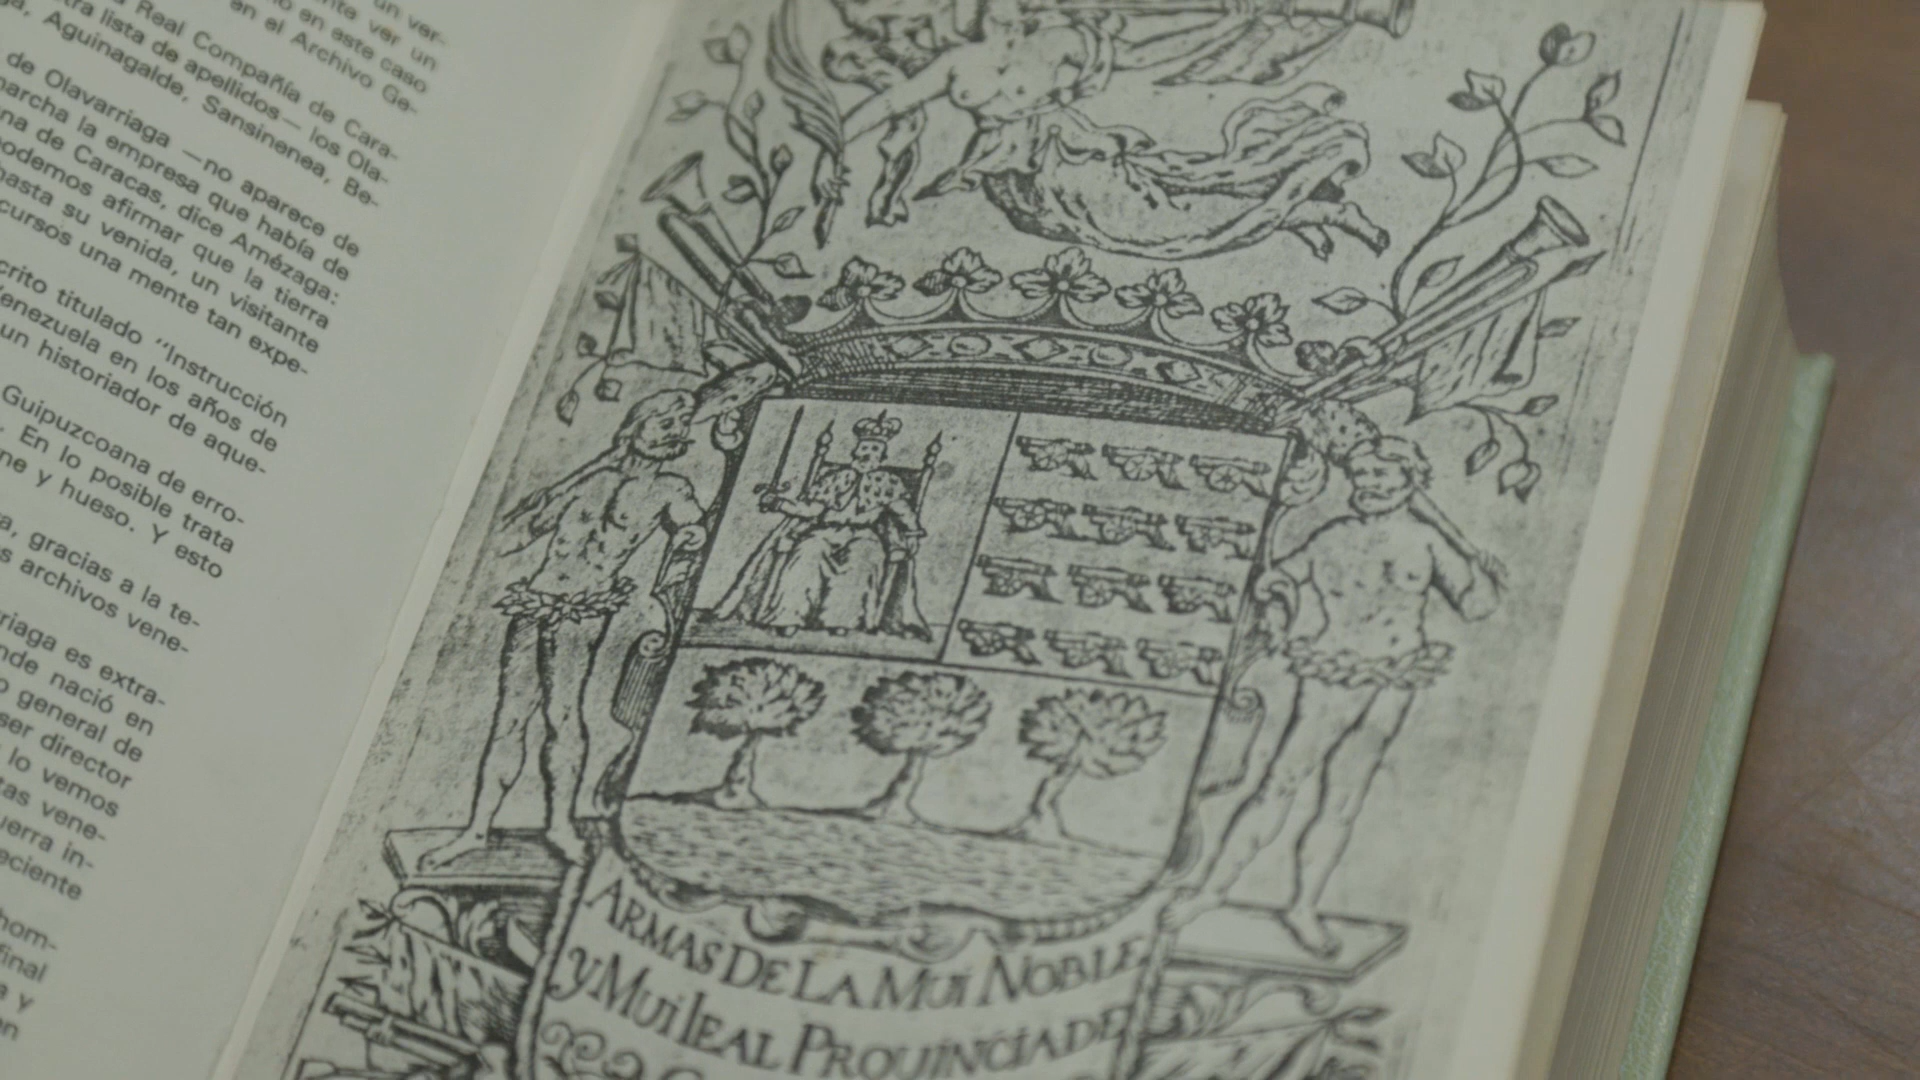 un ver-
ver un
en este caso
en el Archivo Ge-
Real Compañía de Cara-
lista de apellidos— los Ola-
Aguinagalde, Sansinenea, Be-
de Olavarriaga —no aparece de
marcha la empresa que había de
de Caracas, dice Amézaga:
podemos afirmar que la tierra
hasta su venida, un visitante
cursos una mente tan expe-
titulado “Instrucción
Venezuela en los años de
un historiador de aque-
Guipuzcoana de erro-
. En lo posible trata
ne y hueso. Y esto
gracias a la te-
s archivos vene-
rriaga es extra-
nde nació en
o general de
ser director
lo vemos
tas vene-
uerra in-
eciente
hom-
final
a y
en
ARMAS DE LA MUI NOBLE,
Y MUI LEAL PROUINCIA DE